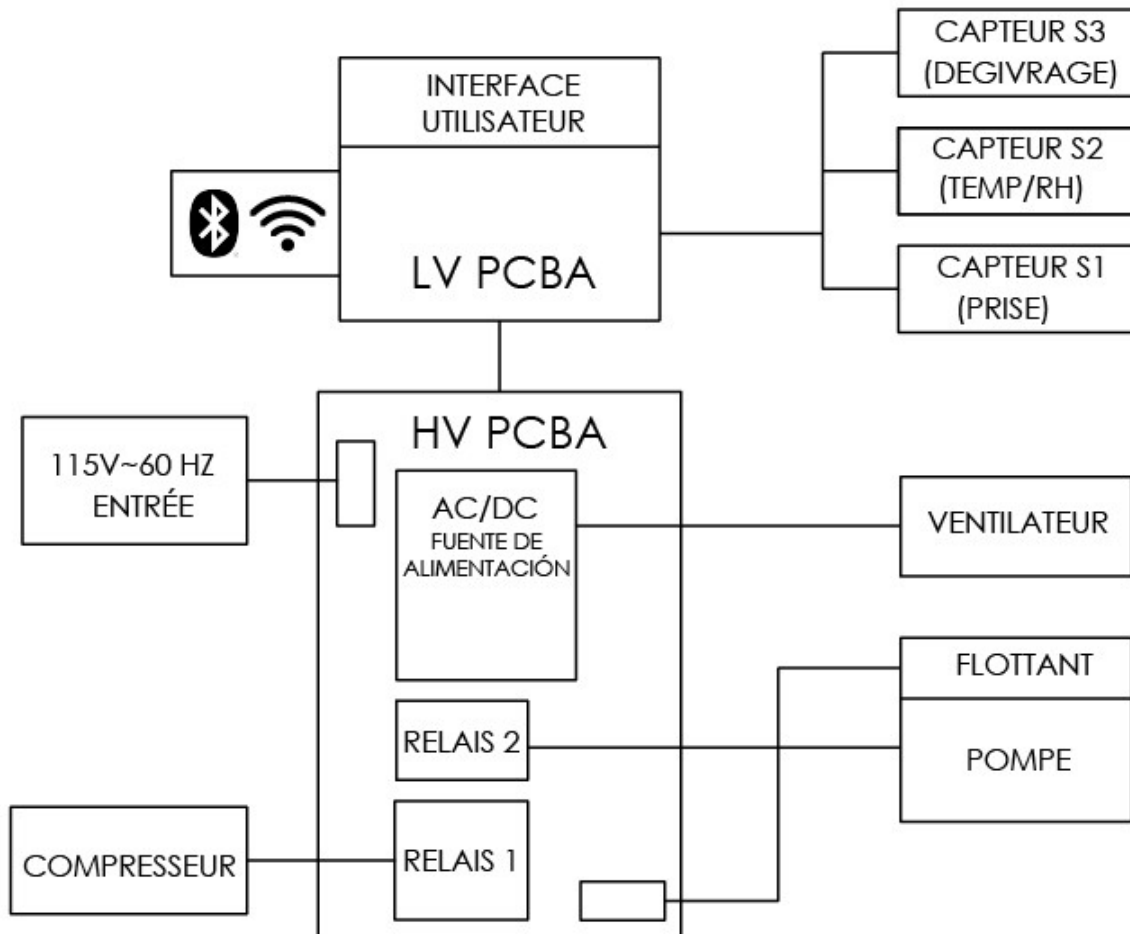 INTERFACE
UTILISATEUR
LV PCBA
CAPTEUR S3
(DEGIVRAGE)
CAPTEUR S2
(TEMP/RH)
CAPTEUR S1
(PRISE)
HV PCBA
115V~60 HZ
ENTRÉE
AC/DC
FUENTE DE
ALIMENTACIÓN
VENTILATEUR
FLOTTANT
POMPE
RELAIS 2
RELAIS 1
COMPRESSEUR